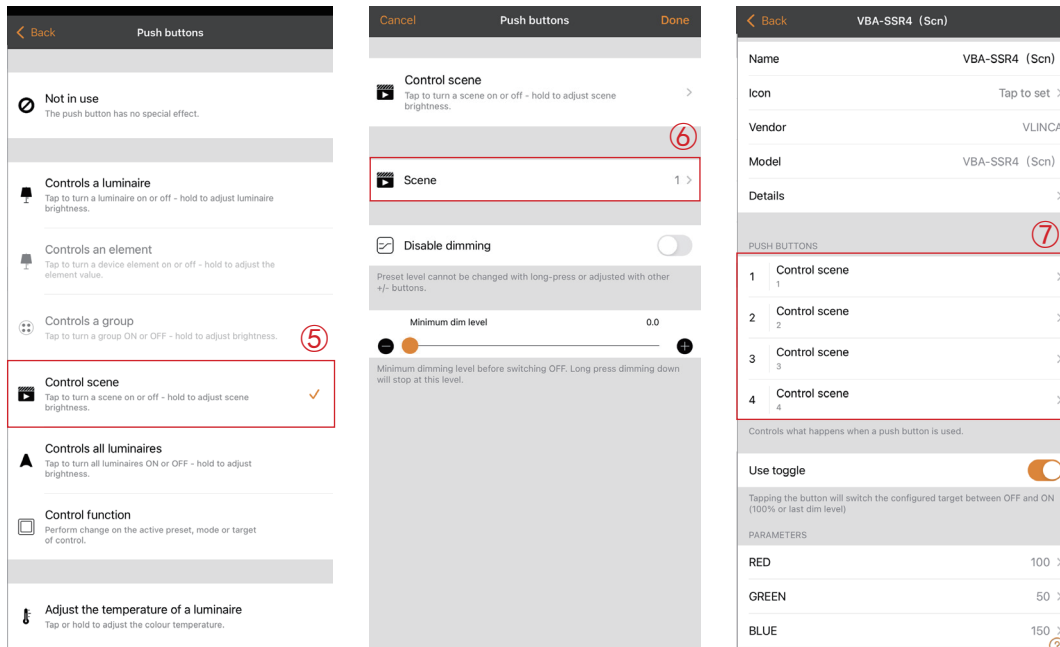 Back
Push buttons
Not in use
The push button has no special effect.
Controls a luminaire
Tap to turn a luminaire on or off - hold to adjust luminaire
brightness.
Controls an element
Tap to turn a device element on or off - hold to adjust the
element value.
Controls a group
Tap to turn a group ON or OFF - hold to adjust brightness.
⑤
Control scene
Tap to turn a scene on or off - hold to adjust scene
brightness.
Controls all luminaires
Tap to turn all luminaires ON or OFF - hold to adjust
brightness.
Control function
Perform change on the active preset, mode or target
of control.
Adjust the temperature of a luminaire
Tap or hold to adjust the colour temperature.
Cancel
Push buttons
Done
Control scene
Tap to turn a scene on or off - hold to adjust scene
brightness.
⑥
Scene 1
Disable dimming
Preset level cannot be changed with long-press or adjusted with other
+/- buttons.
Minimum dim level 0.0
Minimum dimming level before switching OFF. Long press dimming down
will stop at this level.
Back
VBA-SSR4 (Scn)
Name VBA-SSR4 (Scn)
Icon Tap to set
Vendor VLINCA
Model VBA-SSR4 (Scn)
Details
⑦
PUSH BUTTONS
1 Control scene
1
2 Control scene
2
3 Control scene
3
4 Control scene
4
Controls what happens when a push button is used.
Use toggle
Tapping the button will switch the configured target between OFF and ON
(100% or last dim level)
PARAMETERS
RED 100
GREEN 50
BLUE 150